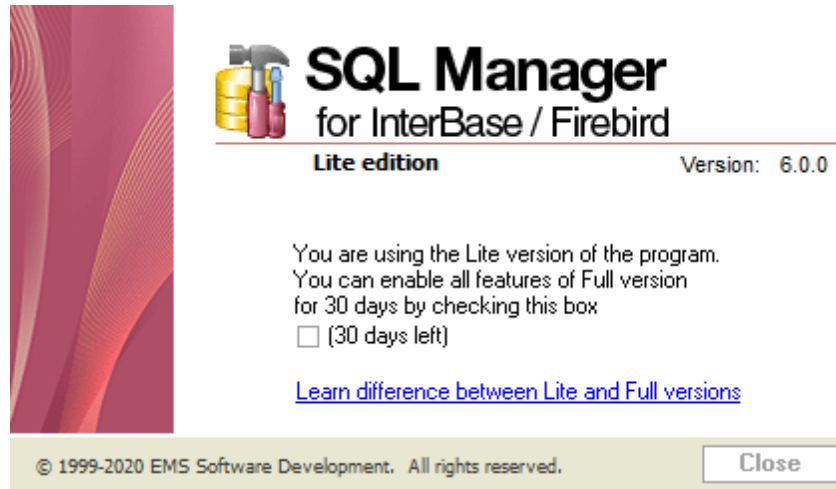 SQL Manager
for InterBase / Firebird
Lite edition
Version: 6.0.0
You are using the Lite version of the program.
You can enable all features of Full version
for 30 days by checking this box
(30 days left)
Learn difference between Lite and Full versions
© 1999-2020 EMS Software Development. All rights reserved.
Close